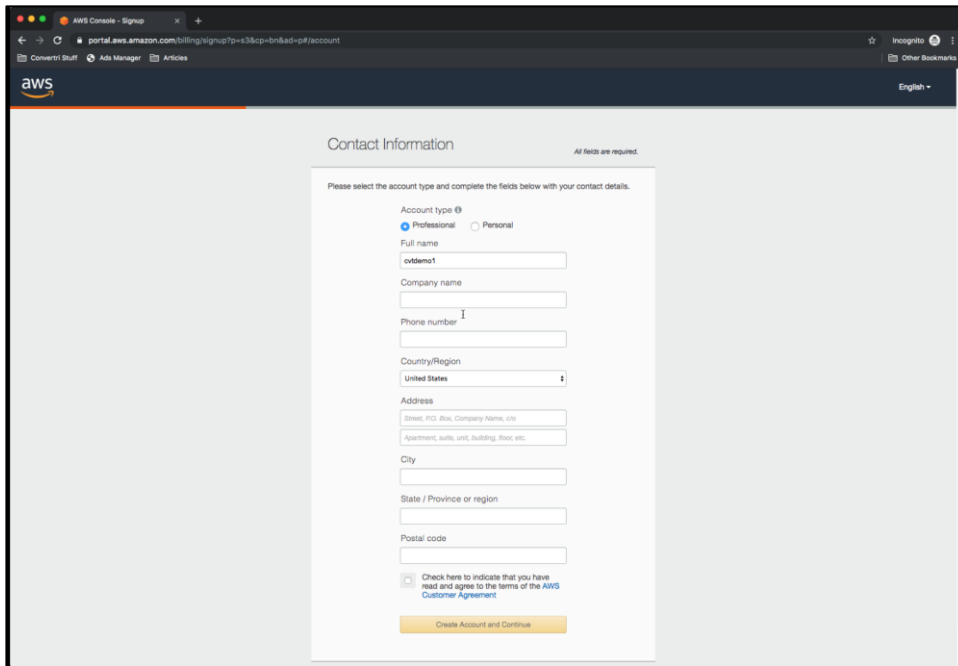 AWS Console - Signup
portal.aws.amazon.com/billing/signup?p=s3&cp=bn&ad=p#/account
Incognito
Convertri Stuff
Ads Manager
Articles
Other Bookmarks
aws
English
Contact Information
All fields are required.
Please select the account type and complete the fields below with your contact details.
Account type
Professional
Personal
Full name
cvtdemo1
Company name
Phone number
Country/Region
United States
Address
Street, P.O. Box, Company Name, c/o
Apartment, suite, unit, building, floor, etc.
City
State / Province or region
Postal code
Check here to indicate that you have
read and agree to the terms of the AWS
Customer Agreement
Create Account and Continue